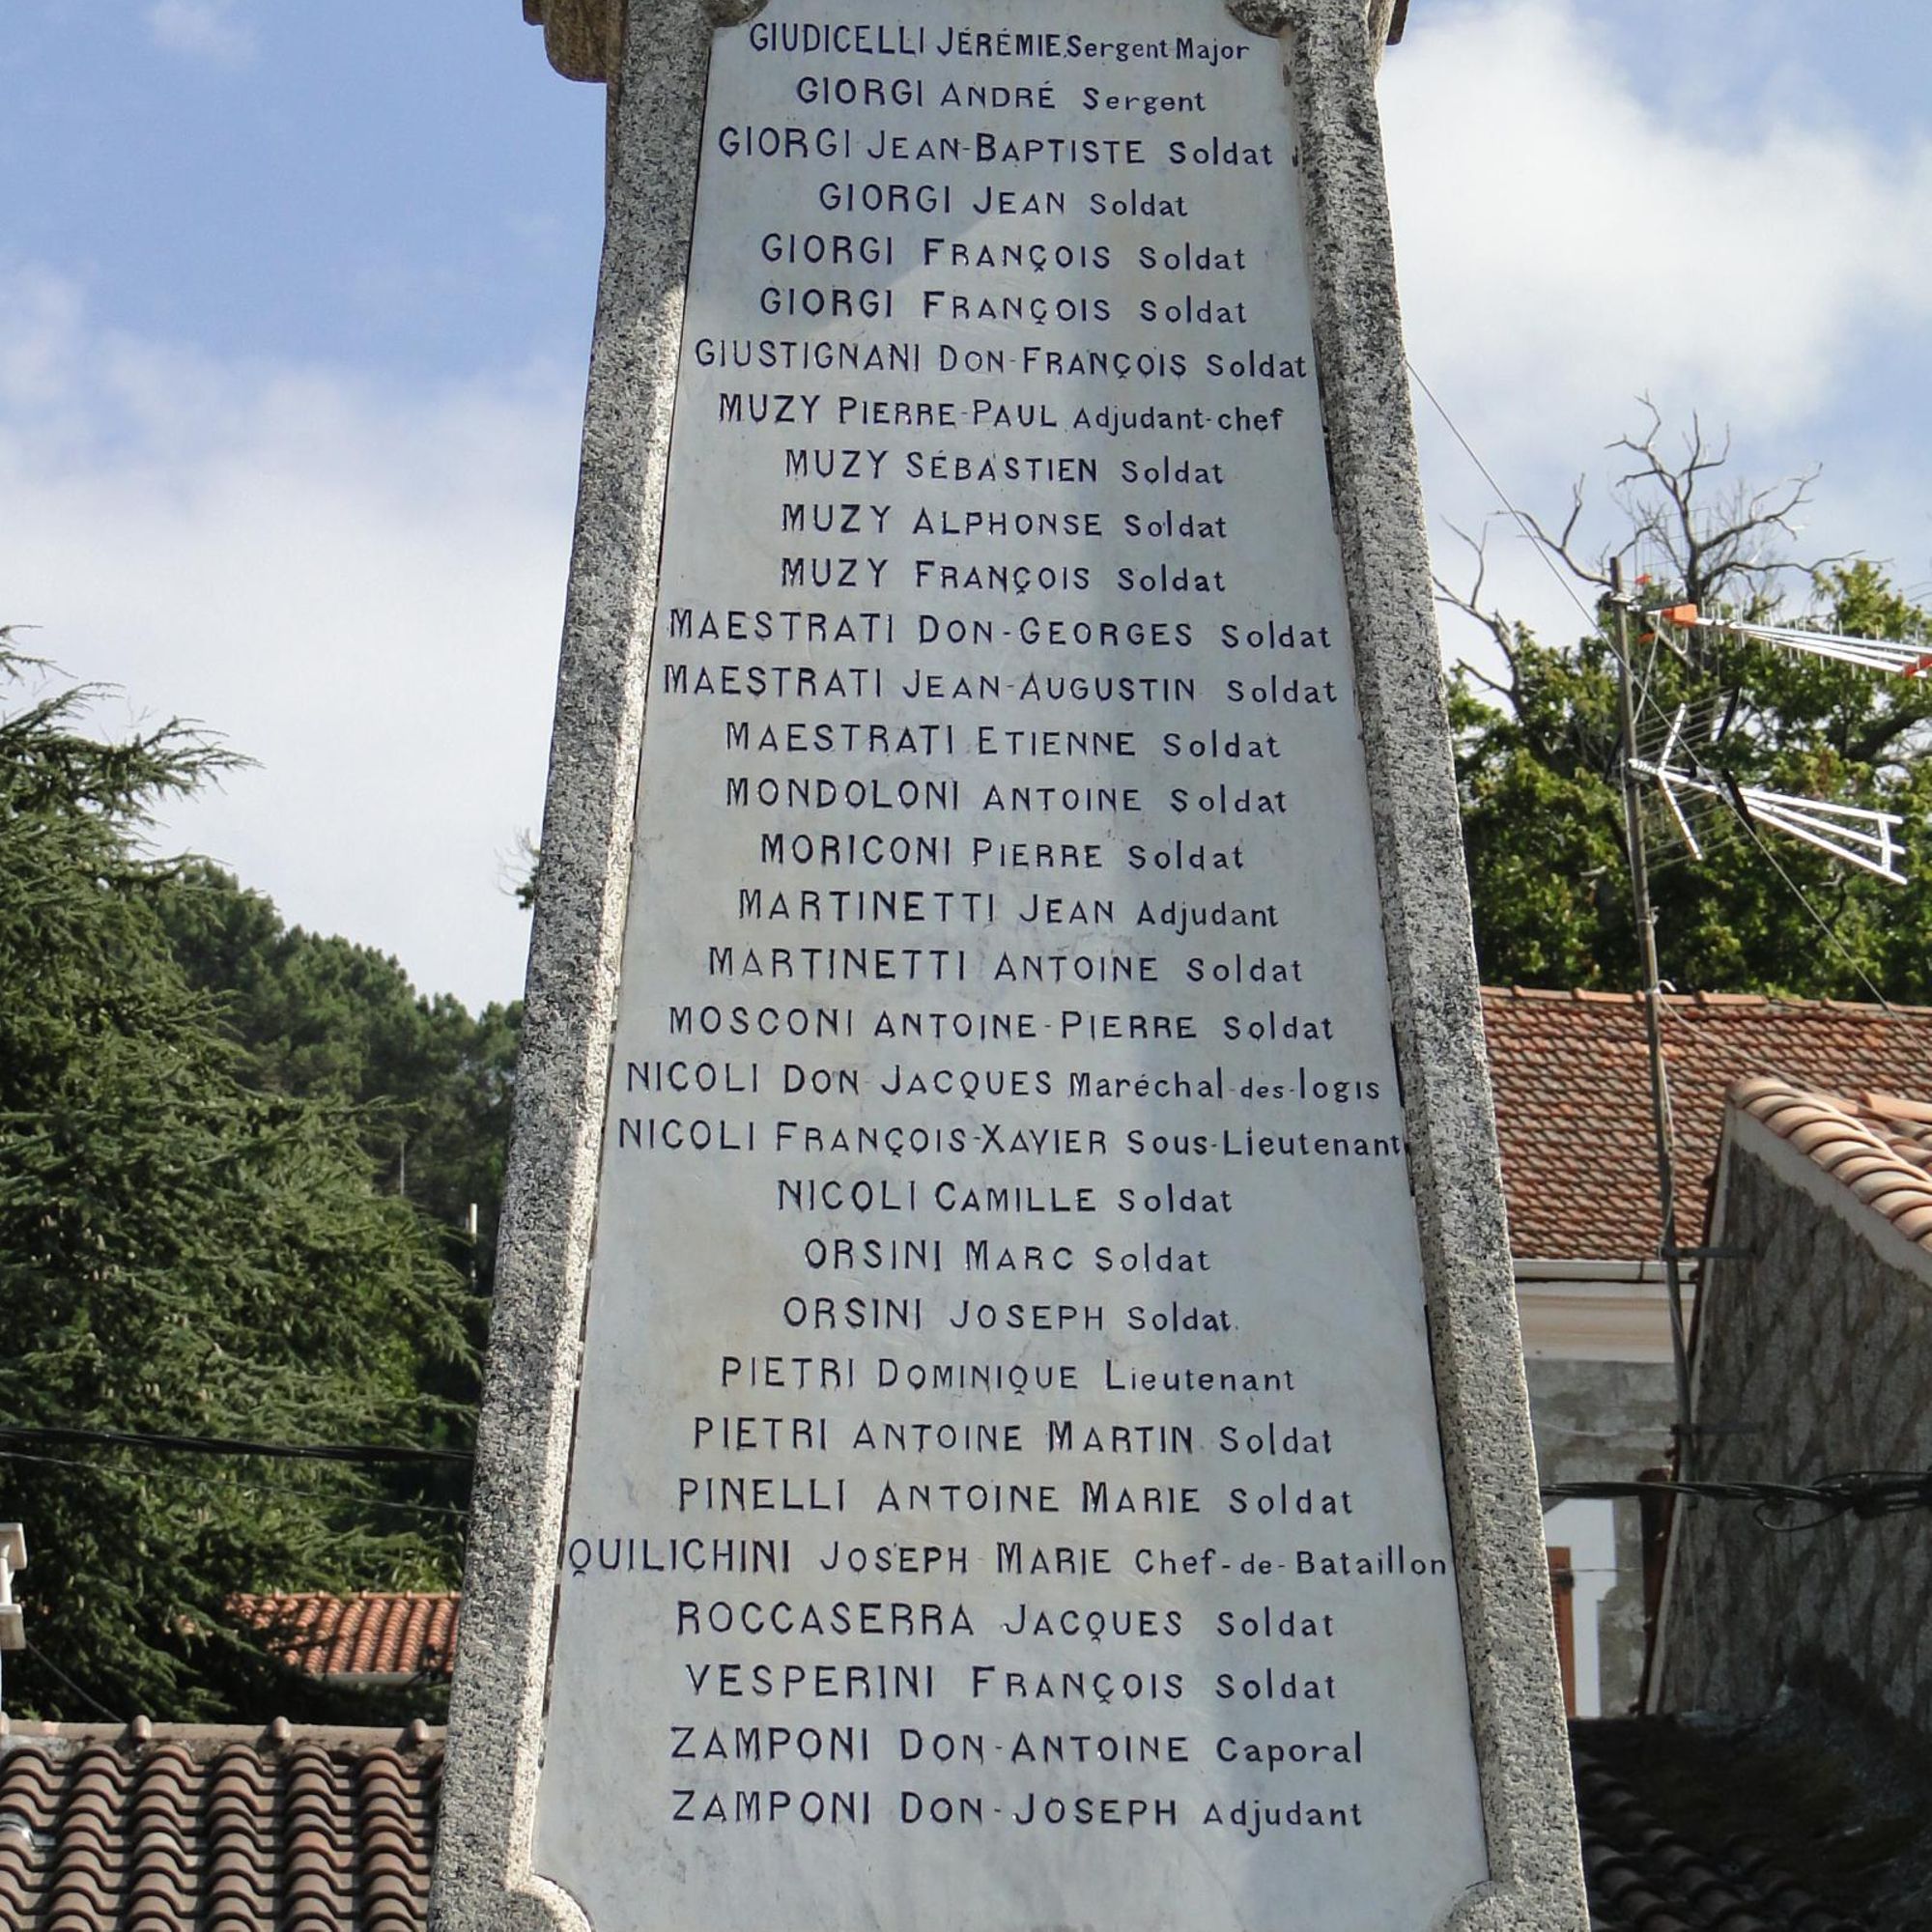 GIUDICELLI JÉRÉMIE Sergent Major
GIORGI ANDRÉ Sergent
GIORGI JEAN-BAPTISTE Soldat
GIORGI JEAN Soldat
GIORGI FRANÇOIS Soldat
GIORGI FRANÇOIS Soldat
GIUSTIGNANI DON-FRANÇOIS Soldat
MUZY PIERRE-PAUL Adjudant-chef
MUZY SÉBASTIEN Soldat
MUZY ALPHONSE Soldat
MUZY FRANÇOIS Soldat
MAESTRATI DON-GEORGES Soldat
MAESTRATI JEAN-AUGUSTIN Soldat
MAESTRATI ETIENNE Soldat
MONDOLONI ANTOINE Soldat
MORICONI PIERRE Soldat
MARTINETTI JEAN Adjudant
MARTINETTI ANTOINE Soldat
MOSCONI ANTOINE-PIERRE Soldat
NICOLI DON JACQUES Maréchal-des-logis
NICOLI FRANÇOIS-XAVIER Sous-Lieutenant
NICOLI CAMILLE Soldat
ORSINI MARC Soldat
ORSINI JOSEPH Soldat.
PIETRI DOMINIQUE Lieutenant
PIETRI ANTOINE MARTIN Soldat
PINELLI ANTOINE MARIE Soldat
QUILICHINI JOSEPH MARIE Chef-de-Bataillon
ROCCASERRA JACQUES Soldat
VESPERINI FRANÇOIS Soldat
ZAMPONI DON-ANTOINE Caporal
ZAMPONI DON-JOSEPH Adjudant